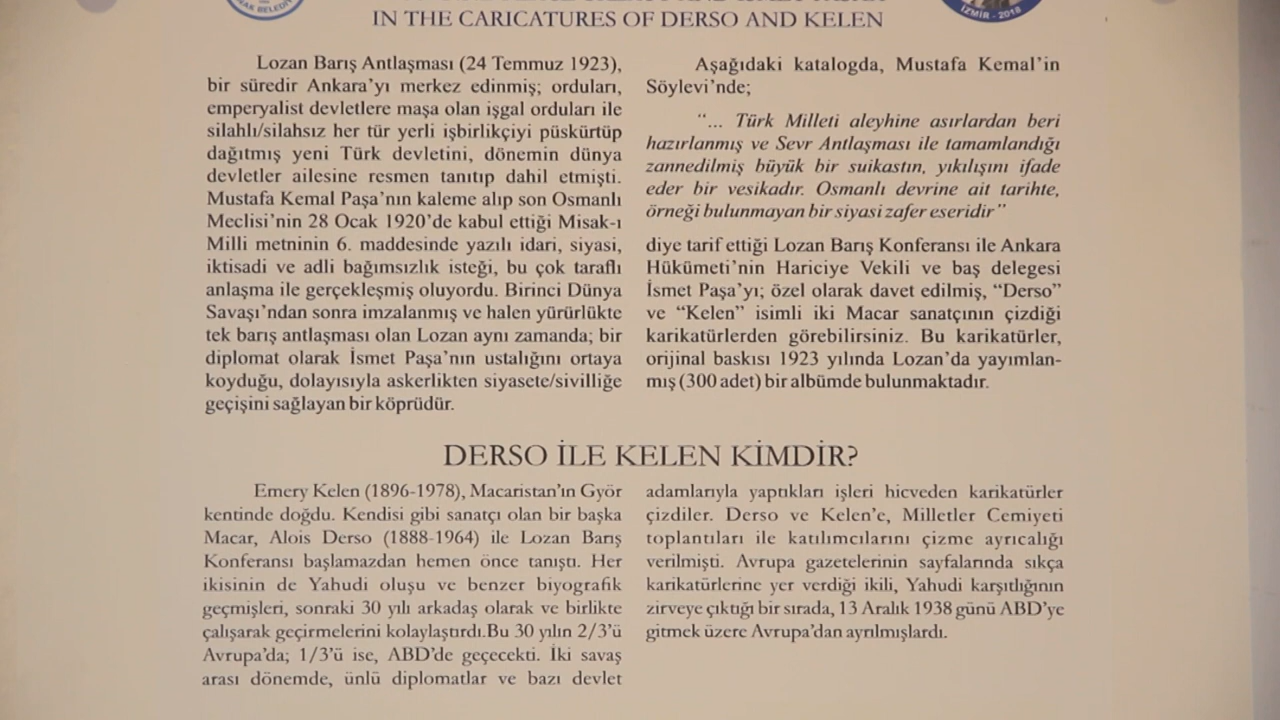 IN THE CARICATURES OF DERSO AND KELEN
İZMİR - 2018
Lozan Barış Antlaşması (24 Temmuz 1923),
bir süredir Ankara'yı merkez edinmiş; orduları,
emperyalist devletlere maşa olan işgal orduları ile
silahlı/silahsız her tür yerli işbirlikçiyi püskürtüp
dağıtmış yeni Türk devletini, dönemin dünya
devletler ailesine resmen tanıtıp dahil etmişti.
Mustafa Kemal Paşa'nın kaleme alıp son Osmanlı
Meclisi'nin 28 Ocak 1920'de kabul ettiği Misak-ı
Milli metninin 6. maddesinde yazılı idari, siyasi,
iktisadi ve adli bağımsızlık isteği, bu çok taraflı
anlaşma ile gerçekleşmiş oluyordu. Birinci Dünya
Savaşı'ndan sonra imzalanmış ve halen yürürlükte
tek barış antlaşması olan Lozan aynı zamanda; bir
diplomat olarak İsmet Paşa'nın ustalığını ortaya
koyduğu, dolayısıyla askerlikten siyasete/sivilliğe
geçişini sağlayan bir köprüdür.
Aşağıdaki katalogda, Mustafa Kemal'in
Söylevi'nde;
"... Türk Milleti aleyhine asırlardan beri
hazırlanmış ve Sevr Antlaşması ile tamamlandığı
zannedilmiş büyük bir suikastın, yıkılışını ifade
eder bir vesikadır. Osmanlı devrine ait tarihte,
örneği bulunmayan bir siyasi zafer eseridir"
diye tarif ettiği Lozan Barış Konferansı ile Ankara
Hükümeti'nin Hariciye Vekili ve baş delegesi
İsmet Paşa'yı; özel olarak davet edilmiş, "Derso"
ve "Kelen" isimli iki Macar sanatçının çizdiği
karikatürlerden görebilirsiniz. Bu karikatürler,
orijinal baskısı 1923 yılında Lozan'da yayımlan-
mış (300 adet) bir albümde bulunmaktadır.
DERSO İLE KELEN KİMDİR?
Emery Kelen (1896-1978), Macaristan'ın Györ
kentinde doğdu. Kendisi gibi sanatçı olan bir başka
Macar, Alois Derso (1888-1964) ile Lozan Barış
Konferansı başlamazdan hemen önce tanıştı. Her
ikisinin de Yahudi oluşu ve benzer biyografik
geçmişleri, sonraki 30 yılı arkadaş olarak ve birlikte
çalışarak geçirmelerini kolaylaştırdı.Bu 30 yılın 2/3'ü
Avrupa'da; 1/3'ü ise, ABD'de geçecekti. İki savaş
arası dönemde, ünlü diplomatlar ve bazı devlet
adamlarıyla yaptıkları işleri hicveden karikatürler
çizdiler. Derso ve Kelen'e, Milletler Cemiyeti
toplantıları ile katılımcılarını çizme ayrıcalığı
verilmişti. Avrupa gazetelerinin sayfalarında sıkça
karikatürlerine yer verdiği ikili, Yahudi karşıtlığının
zirveye çıktığı bir sırada, 13 Aralık 1938 günü ABD'ye
gitmek üzere Avrupa'dan ayrılmışlardı.